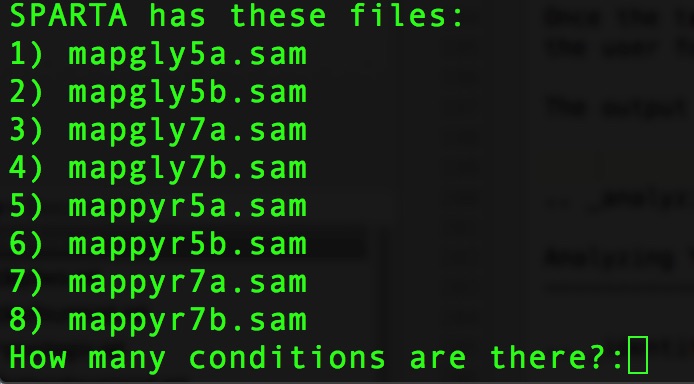 SPARTA has these files:
1) mapgly5a.sam
2) mapgly5b.sam
3) mapgly7a.sam
4) mapgly7b.sam
5) mappyr5a.sam
6) mappyr5b.sam
7) mappyr7a.sam
8) mappyr7b.sam
How many conditions are there?: